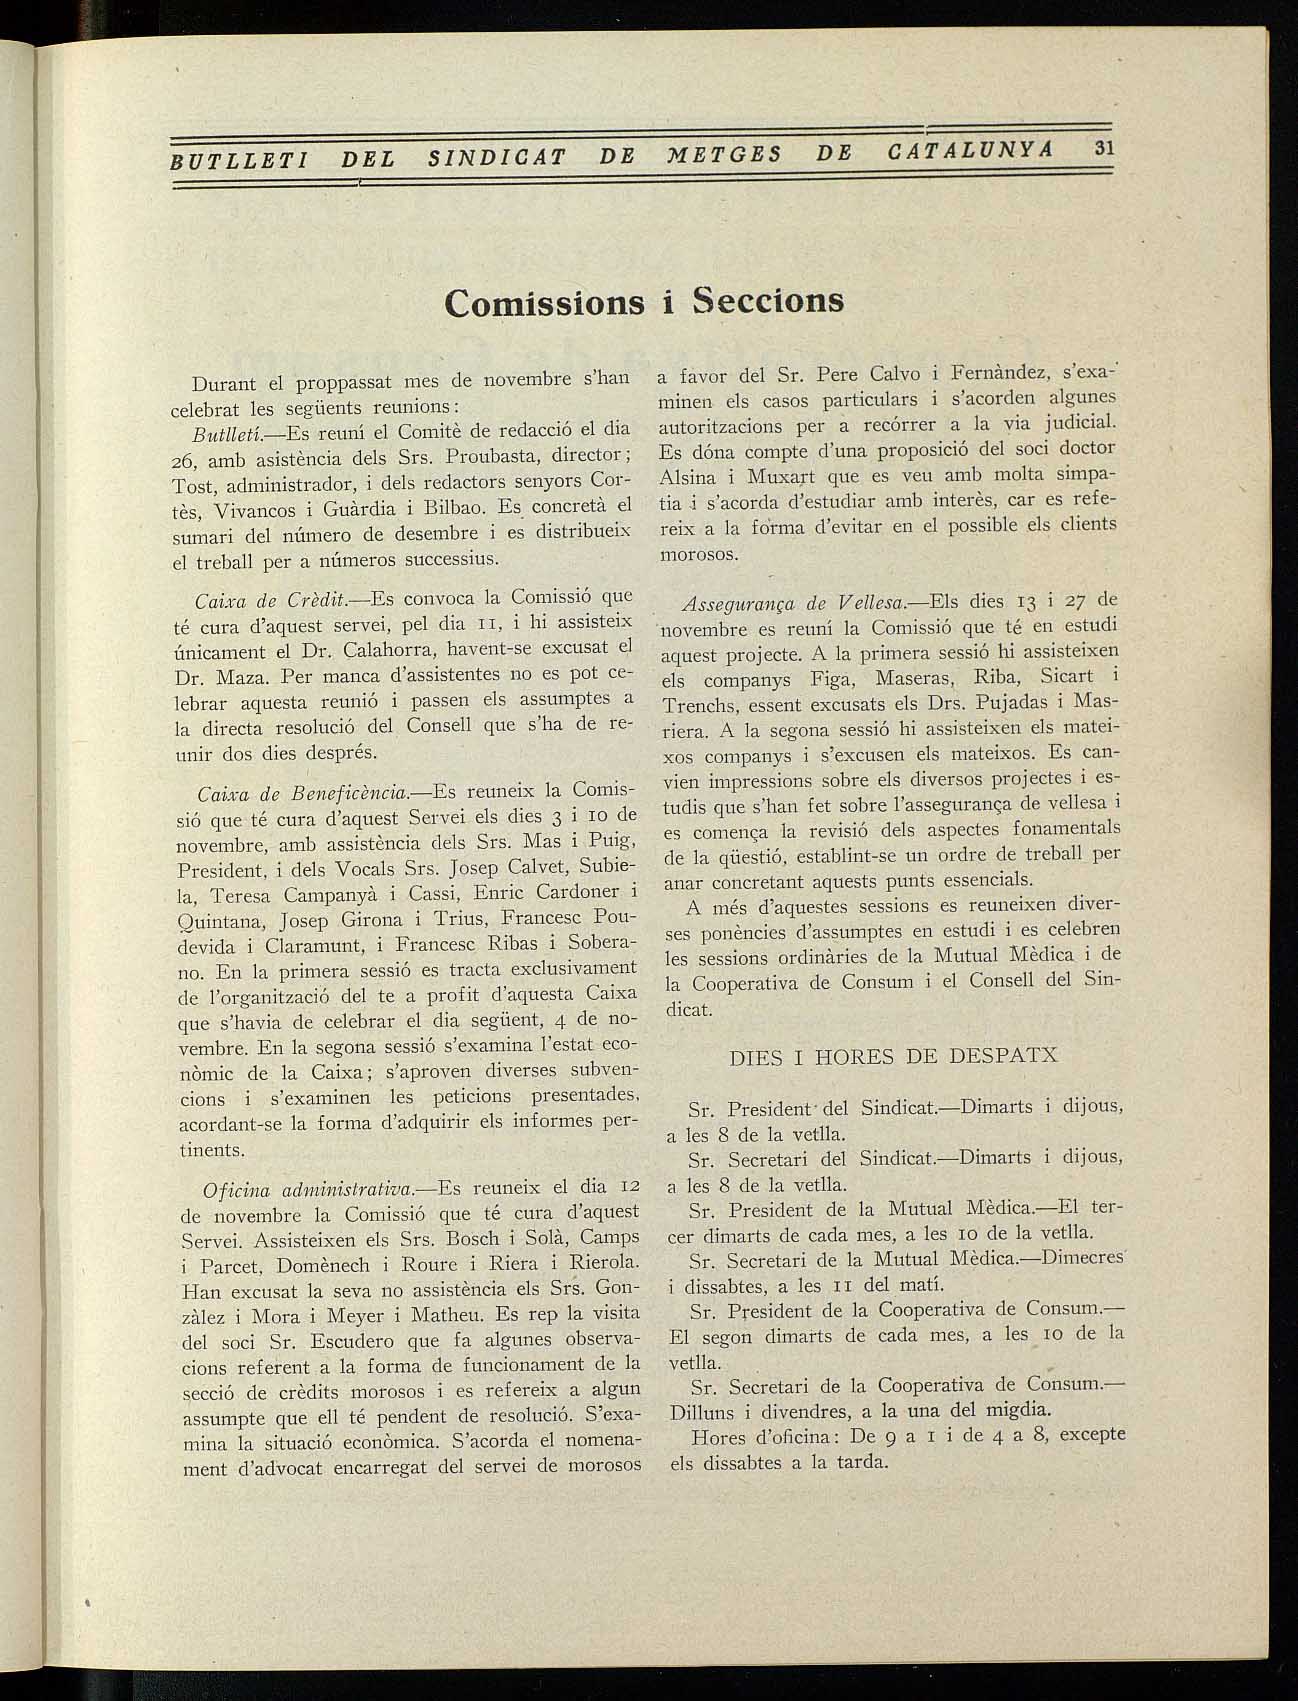 BUTLLETI DEL SINDICAT DE METGES DE CATALUNYA 31
Comissions i Seccions
Durant el proppassat mes de novembre s'han
celebrat les següents reunions:
Butlletí.—Es reuní el Comitè de redacció el dia
26, amb asistència dels Srs. Proubasta, director;
Tost, administrador, i dels redactors senyors Cor-
tès, Vivancos i Guàrdia i Bilbao. Es concretà el
sumari del número de desembre i es distribueix
el treball per a números successius.
Caixa de Crèdit.—Es convoca la Comissió que
té cura d'aquest servei, pel dia 11, i hi assisteix
únicament el Dr. Calahorra, havent-se excusat el
Dr. Maza. Per manca d'assistentes no es pot ce-
lebrar aquesta reunió i passen els assumptes a
la directa resolució del Consell que s'ha de re-
unir dos dies després.
Caixa de Beneficència.—Es reuneix la Comis-
sió que té cura d'aquest Servei els dies 3 i 10 de
novembre, amb assistència dels Srs. Mas i Puig,
President, i dels Vocals Srs. Josep Calvet, Subie-
la, Teresa Campanyà i Cassi, Enric Cardoner i
Quintana, Josep Girona i Trius, Francesc Pou-
devida i Claramunt, i Francesc Ribas i Sobera-
no. En la primera sessió es tracta exclusivament
de l'organització del te a profit d'aquesta Caixa
que s'havia de celebrar el dia següent, 4 de no-
vembre. En la segona sessió s'examina l'estat eco-
nòmic de la Caixa; s'aproven diverses subven-
cions i s'examinen les peticions presentades,
acordant-se la forma d'adquirir els informes per-
tinents.
Oficina administrativa.—Es reuneix el dia 12
de novembre la Comissió que té cura d'aquest
Servei. Assisteixen els Srs. Bosch i Solà, Camps
i Parcet, Domènech i Roure i Riera i Rierola.
Han excusat la seva no assistència els Srs. Gon-
zàlez i Mora i Meyer i Matheu. Es rep la visita
del soci Sr. Escudero que fa algunes observa-
cions referent a la forma de funcionament de la
secció de crèdits morosos i es refereix a algun
assumpte que ell té pendent de resolució. S'exa-
mina la situació econòmica. S'acorda el nomena-
ment d'advocat encarregat del servei de morosos
a favor del Sr. Pere Calvo i Fernàndez, s'exa-
minen els casos particulars i s'acorden algunes
autoritzacions per a recórrer a la via judicial.
Es dóna compte d'una proposició del soci doctor
Alsina i Muxart que es veu amb molta simpa-
tia i s'acorda d'estudiar amb interès, car es refe-
reix a la forma d'evitar en el possible els clients
morosos.
Assegurança de Vellesa.—Els dies 13 i 27 de
novembre es reuní la Comissió que té en estudi
aquest projecte. A la primera sessió hi assisteixen
els companys Figa, Maseras, Riba, Sicart i
Trenchs, essent excusats els Drs. Pujadas i Mas-
riera. A la segona sessió hi assisteixen els matei-
xos companys i s'excusen els mateixos. Es can-
vien impressions sobre els diversos projectes i es-
tudis que s'han fet sobre l'assegurança de vellesa i
es comença la revisió dels aspectes fonamentals
de la qüestió, establint-se un ordre de treball per
anar concretant aquests punts essencials.
A més d'aquestes sessions es reuneixen diver-
ses ponències d'assumptes en estudi i es celebren
les sessions ordinàries de la Mutual Mèdica i de
la Cooperativa de Consum i el Consell del Sin-
dicat.
DIES I HORES DE DESPATX
Sr. President del Sindicat.—Dimarts i dijous,
a les 8 de la vetlla.
Sr. Secretari del Sindicat.—Dimarts i dijous,
a les 8 de la vetlla.
Sr. President de la Mutual Mèdica.—El ter-
cer dimarts de cada mes, a les 10 de la vetlla.
Sr. Secretari de la Mutual Mèdica.—Dimecres
i dissabtes, a les 11 del matí.
Sr. President de la Cooperativa de Consum.—
El segon dimarts de cada mes, a les 10 de la
vetlla.
Sr. Secretari de la Cooperativa de Consum.—
Dilluns i divendres, a la una del migdia.
Hores d'oficina: De 9 a 1 i de 4 a 8, excepte
els dissabtes a la tarda.